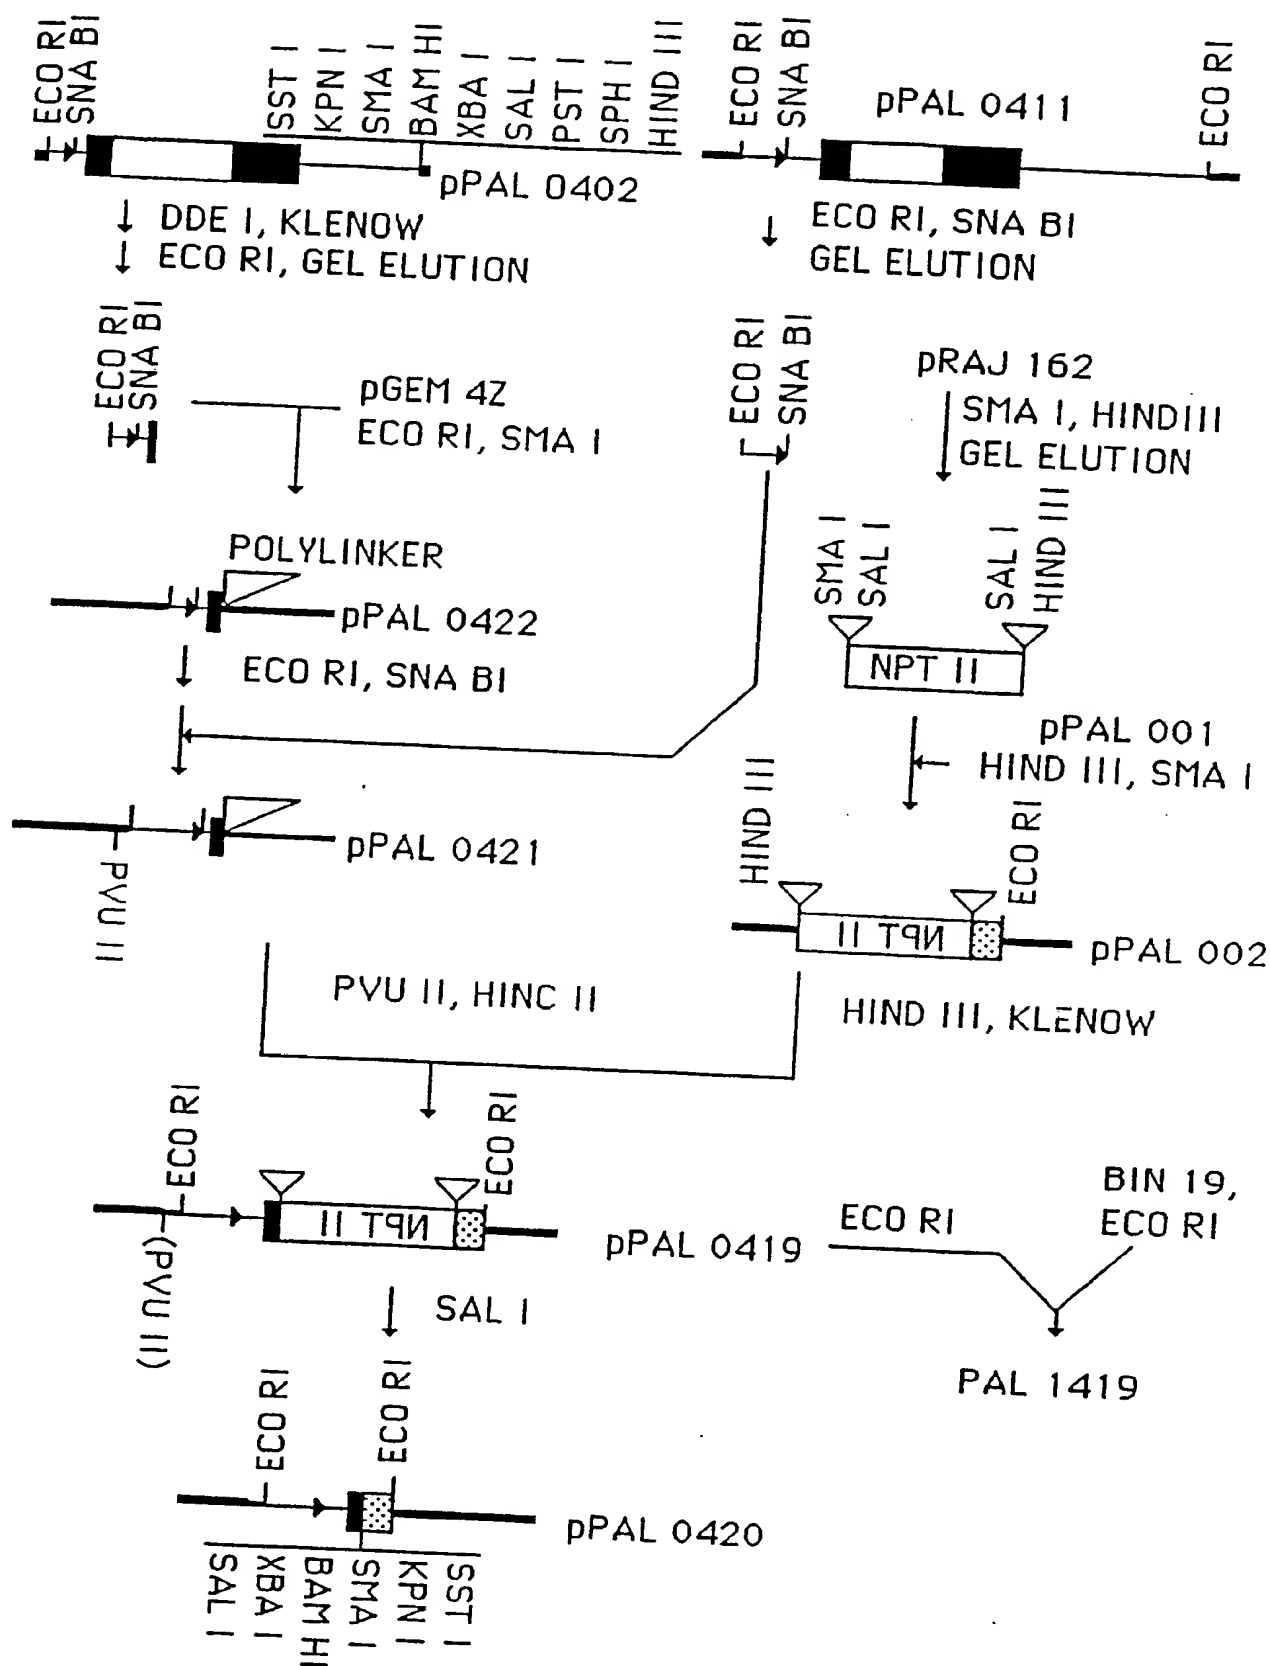 ECO RI
SNA BI
SST I
KPN I
SMA I
BAM HI
XBA I
SAL I
PST I
SPH I
HIND III
pPAL 0402
ECO RI
SNA BI
pPAL 0411
ECO RI
DDE I, KLENOW
ECO RI, GEL ELUTION
ECO RI, SNA BI
GEL ELUTION
ECO RI
SNA BI
pGEM 4Z
ECO RI, SMA I
ECO RI
SNA BI
pRAJ 162
SMA I, HINDIII
GEL ELUTION
POLYLINKER
pPAL 0422
SMA I
SAL I
SAL I
HIND III
NPT II
ECO RI, SNA BI
pPAL 001
HIND III, SMA I
pPAL 0421
PVU II
HIND III
ECO RI
NPT II
pPAL 002
PVU II, HINC II
HIND III, KLENOW
ECO RI
ECO RI
(PVU II)
NPT II
pPAL 0419
ECO RI
BIN 19,
ECO RI
SAL I
PAL 1419
ECO RI
ECO RI
pPAL 0420
SAL I
XBA I
BAM HI
SMA I
KPN I
SST I